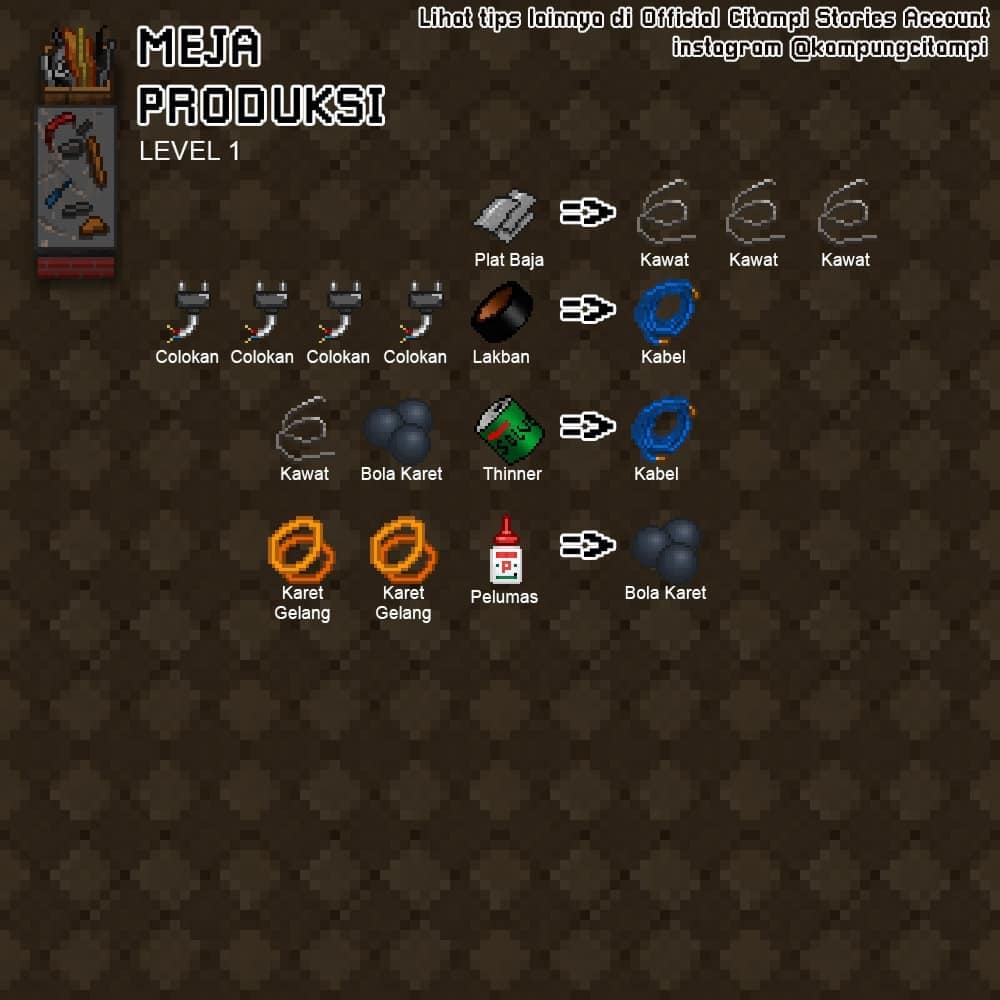 Lihat tips lainnya di Official Citampi Stories Account
instagram @kampungcitampi
MEJA
PRODUKSI
LEVEL 1
Plat Baja
Kawat
Kawat
Kawat
Colokan
Colokan
Colokan
Colokan
Lakban
Kabel
Kawat
Bola Karet
Thinner
Kabel
Karet
Gelang
Karet
Gelang
P
Pelumas
Bola Karet